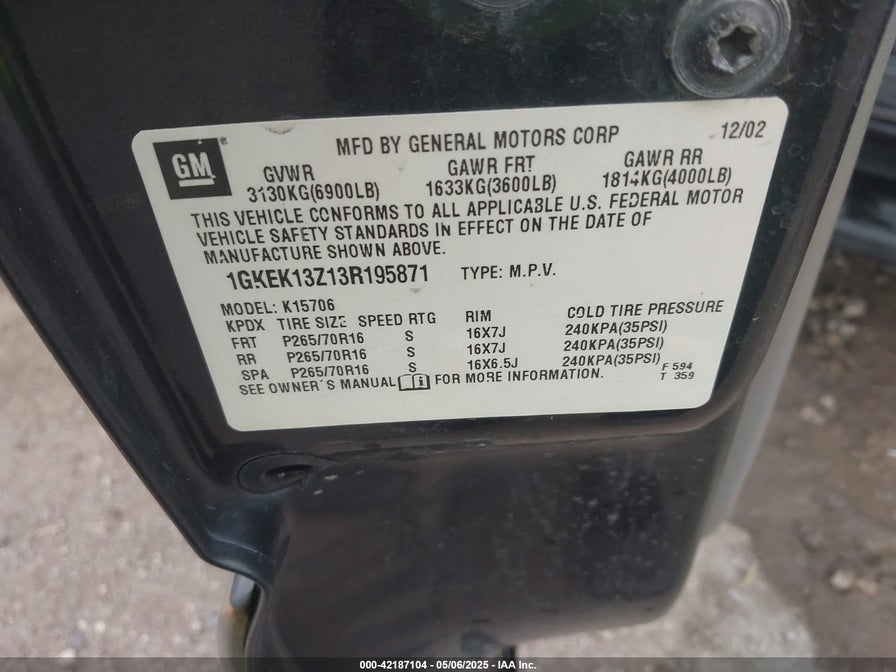 GM ®
MFD BY GENERAL MOTORS CORP 12/02
GVWR GAWR FRT GAWR RR
3130KG(6900LB) 1633KG(3600LB) 1814KG(4000LB)
THIS VEHICLE CONFORMS TO ALL APPLICABLE U.S. FEDERAL MOTOR
VEHICLE SAFETY STANDARDS IN EFFECT ON THE DATE OF
MANUFACTURE SHOWN ABOVE.
1GKEK13Z13R195871 TYPE: M.P.V.
MODEL: K15706
KPDX TIRE SIZE SPEED RTG RIM COLD TIRE PRESSURE
FRT P265/70R16 S 16X7J 240KPA(35PSI)
RR P265/70R16 S 16X7J 240KPA(35PSI)
SPA P265/70R16 S 16X6.5J 240KPA(35PSI)
SEE OWNER'S MANUAL FOR MORE INFORMATION.
F 594
T 359
000-42187104 - 05/06/2025 - IAA Inc.